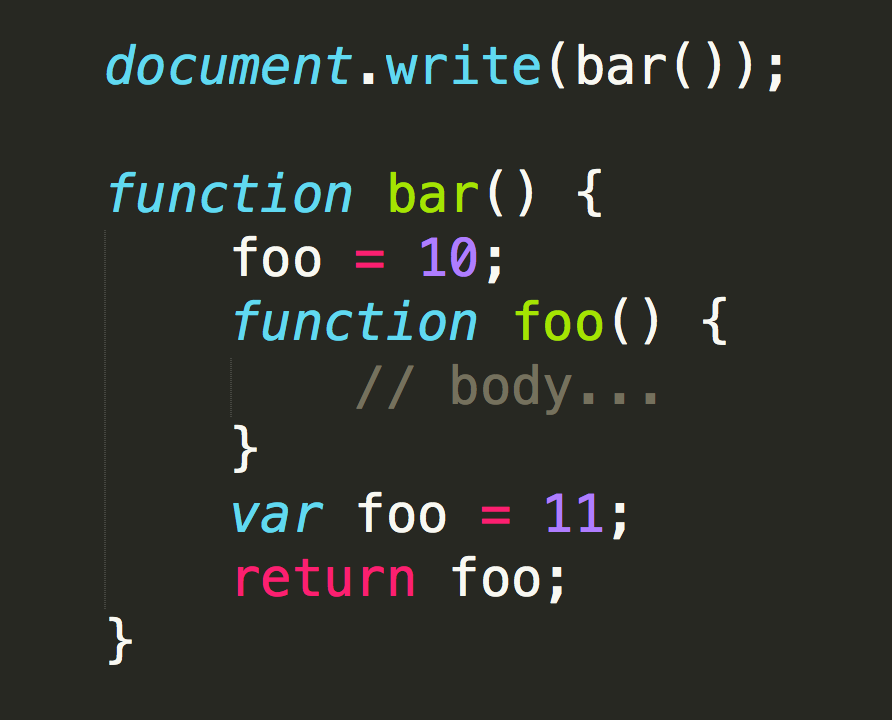 document.write(bar());
function bar() {
foo = 10;
function foo() {
// body...
}
var foo = 11;
return foo;
}